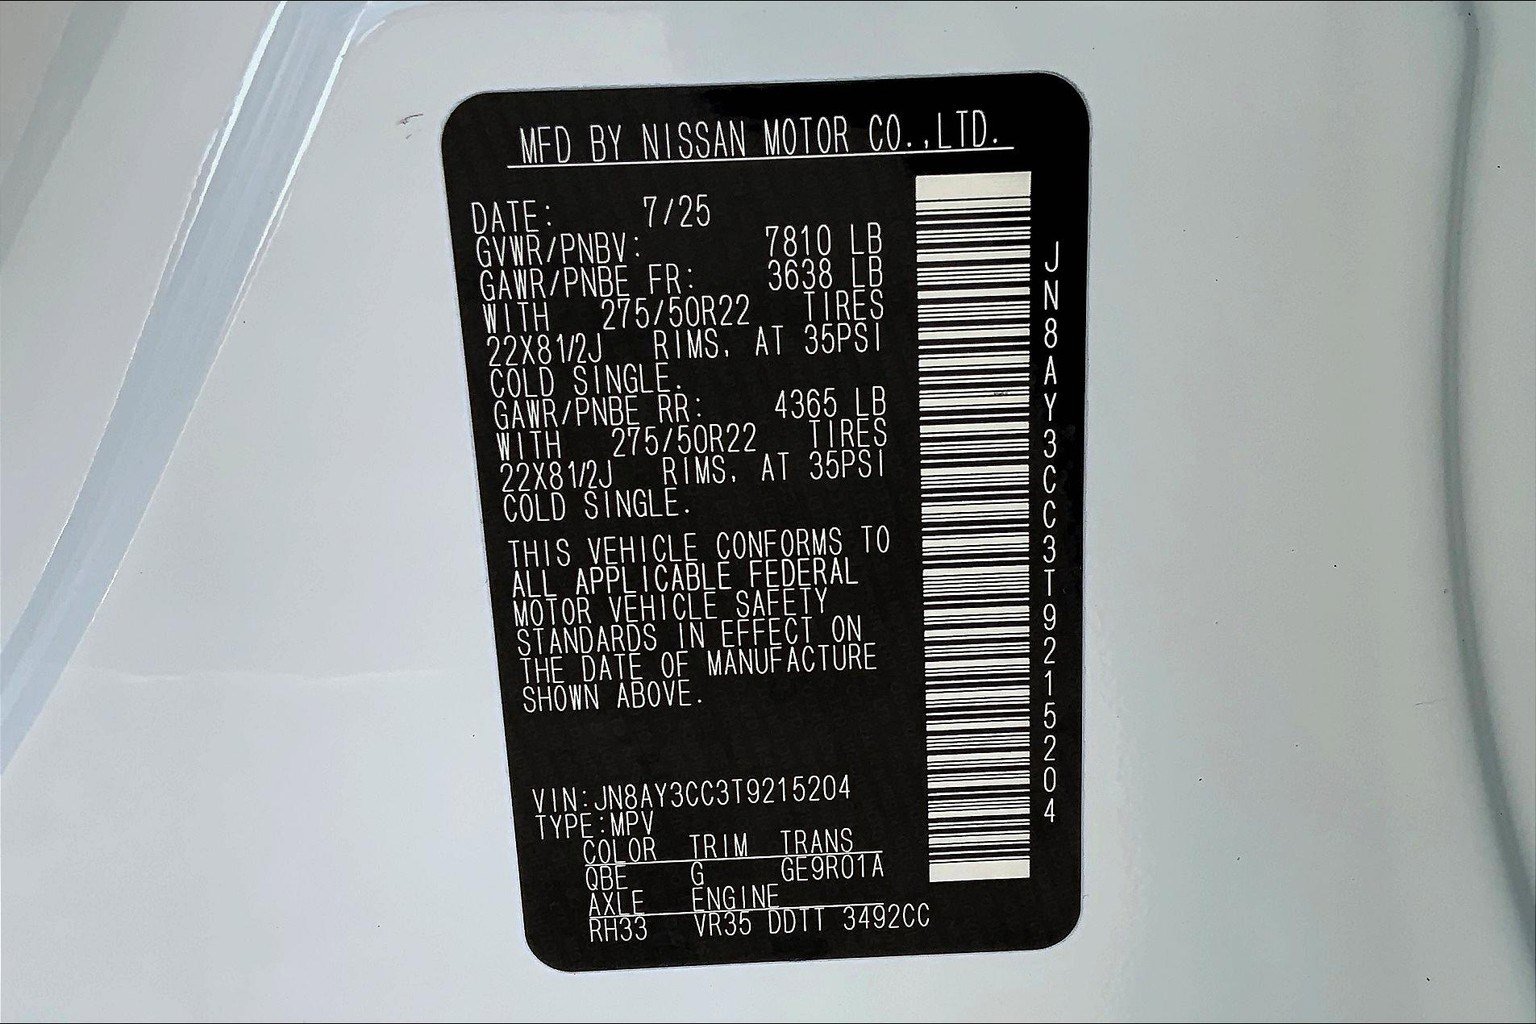 MFD BY NISSAN MOTOR CO.,LTD.
DATE: 7/25
GVWR/PNBV: 7810 LB
GAWR/PNBE FR: 3638 LB
WITH 275/50R22 TIRES
22X81/2J RIMS, AT 35PSI
COLD SINGLE.
GAWR/PNBE RR: 4365 LB
WITH 275/50R22 TIRES
22X81/2J RIMS, AT 35PSI
COLD SINGLE.
THIS VEHICLE CONFORMS TO
ALL APPLICABLE FEDERAL
MOTOR VEHICLE SAFETY
STANDARDS IN EFFECT ON
THE DATE OF MANUFACTURE
SHOWN ABOVE.
VIN:JN8AY3CC3T9215204
TYPE:MPV
COLOR TRIM TRANS
QBE G GE9R01A
AXLE ENGINE
RH33 VR35 DDTT 3492CC
JN8AY3CC3T9215204